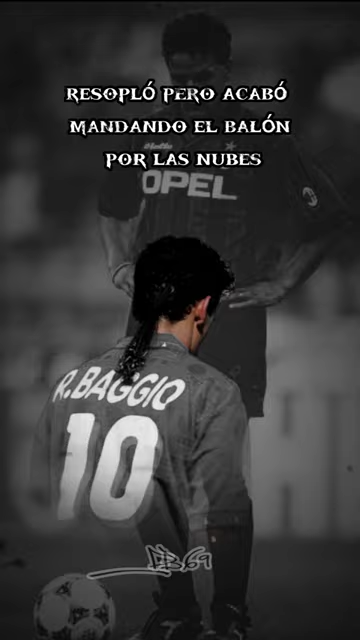 RESOPLÓ PERO ACABÓ
MANDANDO EL BALÓN
POR LAS NUBES
OPEL
R.BAGGIO
10